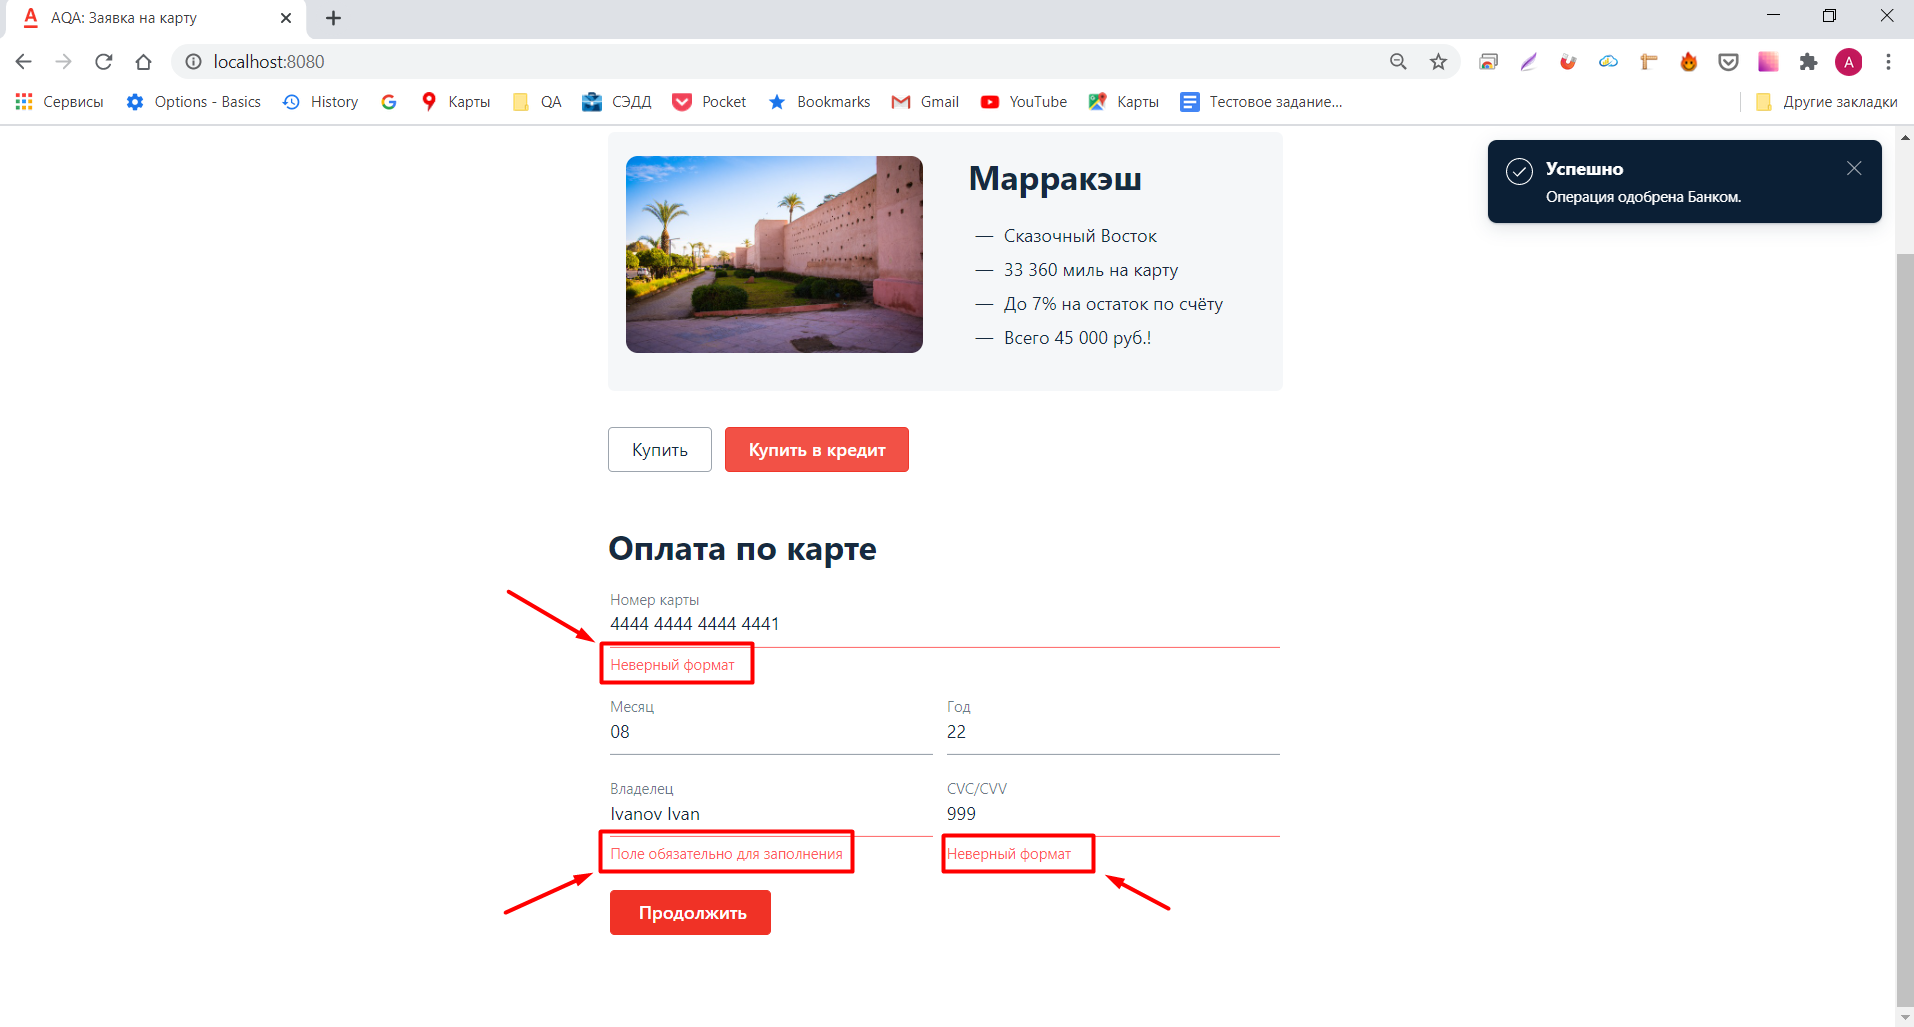 AQA: Заявка на карту
localhost:8080
A
Сервисы
Options - Basics
History
Карты
QA
СЭДД
Pocket
Bookmarks
Gmail
YouTube
Карты
Тестовое задание...
Другие закладки
Успешно
Операция одобрена Банком.
Марракэш
— Сказочный Восток
— 33 360 миль на карту
— До 7% на остаток по счёту
— Всего 45 000 руб.!
Купить
Купить в кредит
Оплата по карте
Номер карты
4444 4444 4444 4441
Неверный формат
Месяц
Год
08
22
Владелец
CVC/CVV
Ivanov Ivan
999
Поле обязательно для заполнения
Неверный формат
Продолжить